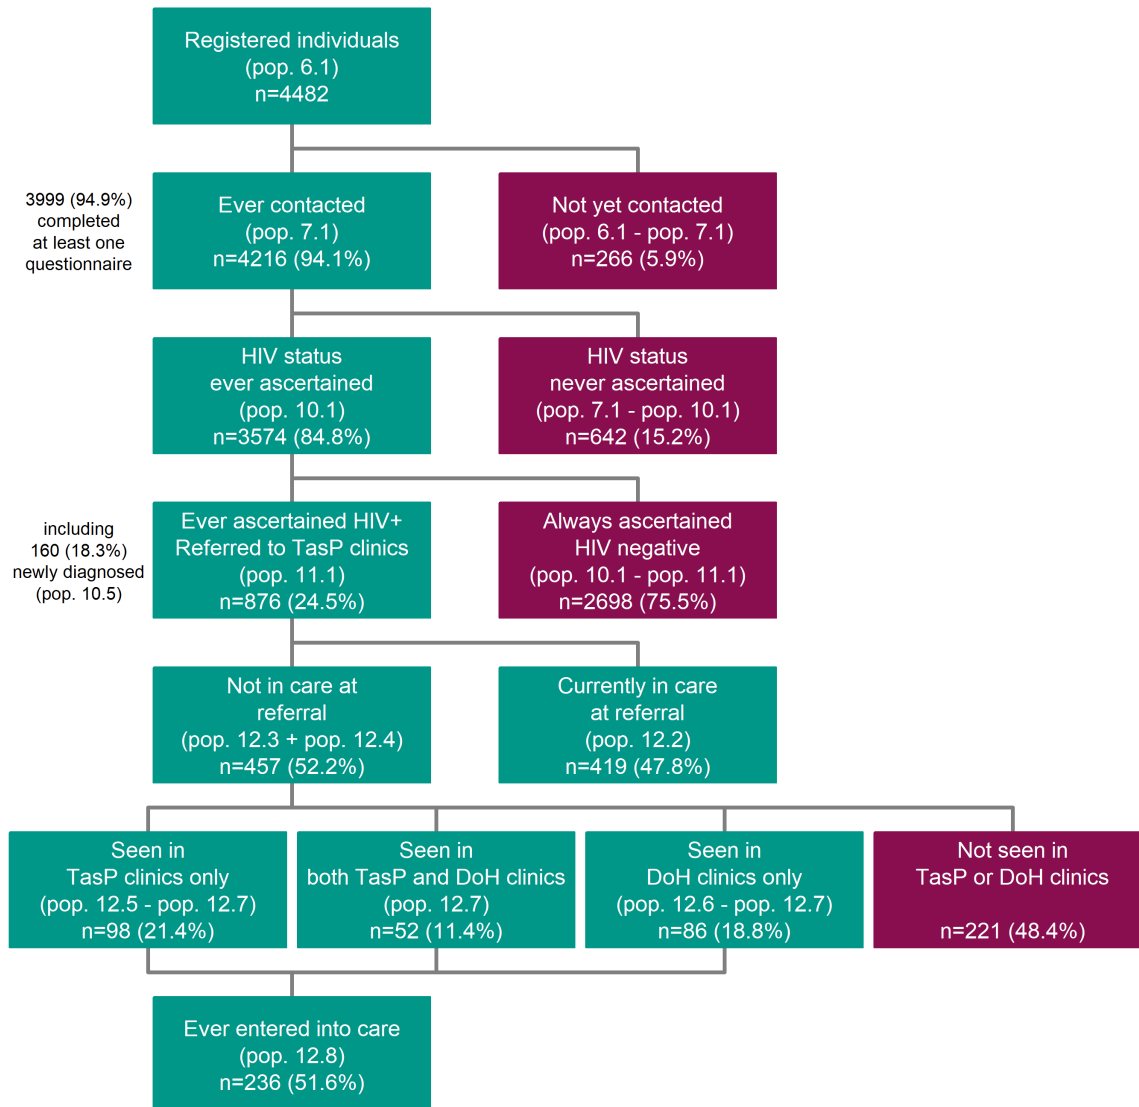 Registered individuals
(pop. 6.1)
n=4482
3999 (94.9%)
completed
at least one
questionnaire
Ever contacted
(pop. 7.1)
n=4216 (94.1%)
Not yet contacted
(pop. 6.1 - pop. 7.1)
n=266 (5.9%)
HIV status
ever ascertained
(pop. 10.1)
n=3574 (84.8%)
HIV status
never ascertained
(pop. 7.1 - pop. 10.1)
n=642 (15.2%)
including
160 (18.3%)
newly diagnosed
(pop. 10.5)
Ever ascertained HIV+
Referred to TasP clinics
(pop. 11.1)
n=876 (24.5%)
Always ascertained
HIV negative
(pop. 10.1 - pop. 11.1)
n=2698 (75.5%)
Not in care at
referral
(pop. 12.3 + pop. 12.4)
n=457 (52.2%)
Currently in care
at referral
(pop. 12.2)
n=419 (47.8%)
Seen in
TasP clinics only
(pop. 12.5 - pop. 12.7)
n=98 (21.4%)
Seen in
both TasP and DoH clinics
(pop. 12.7)
n=52 (11.4%)
Seen in
DoH clinics only
(pop. 12.6 - pop. 12.7)
n=86 (18.8%)
Not seen in
TasP or DoH clinics
n=221 (48.4%)
Ever entered into care
(pop. 12.8)
n=236 (51.6%)